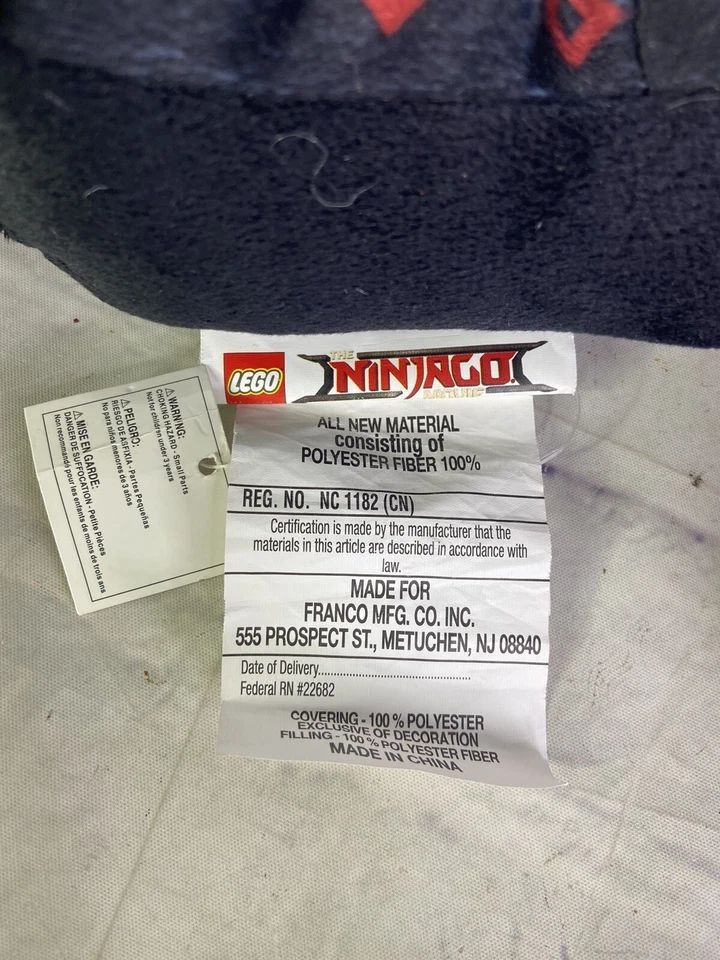 LEGO
THE
NINJAGO
MOVIE
ALL NEW MATERIAL
consisting of
POLYESTER FIBER 100%
REG. NO. NC 1182 (CN)
Certification is made by the manufacturer that the
materials in this article are described in accordance with
law.
MADE FOR
FRANCO MFG. CO. INC.
555 PROSPECT ST., METUCHEN, NJ 08840
Date of Delivery................................................
Federal RN #22682
COVERING - 100 % POLYESTER
EXCLUSIVE OF DECORATION
FILLING - 100 % POLYESTER FIBER
MADE IN CHINA
⚠ WARNING:
CHOKING HAZARD - Small Parts
Not for children under 3 years
⚠ PELIGRO:
RIESGO DE ASFIXIA - Partes Pequeñas
No para niños menores de 3 años
⚠ MISE EN GARDE:
DANGER DE SUFFOCATION - Petite Pièces
Non recommandé pour les enfants de moins de trois ans